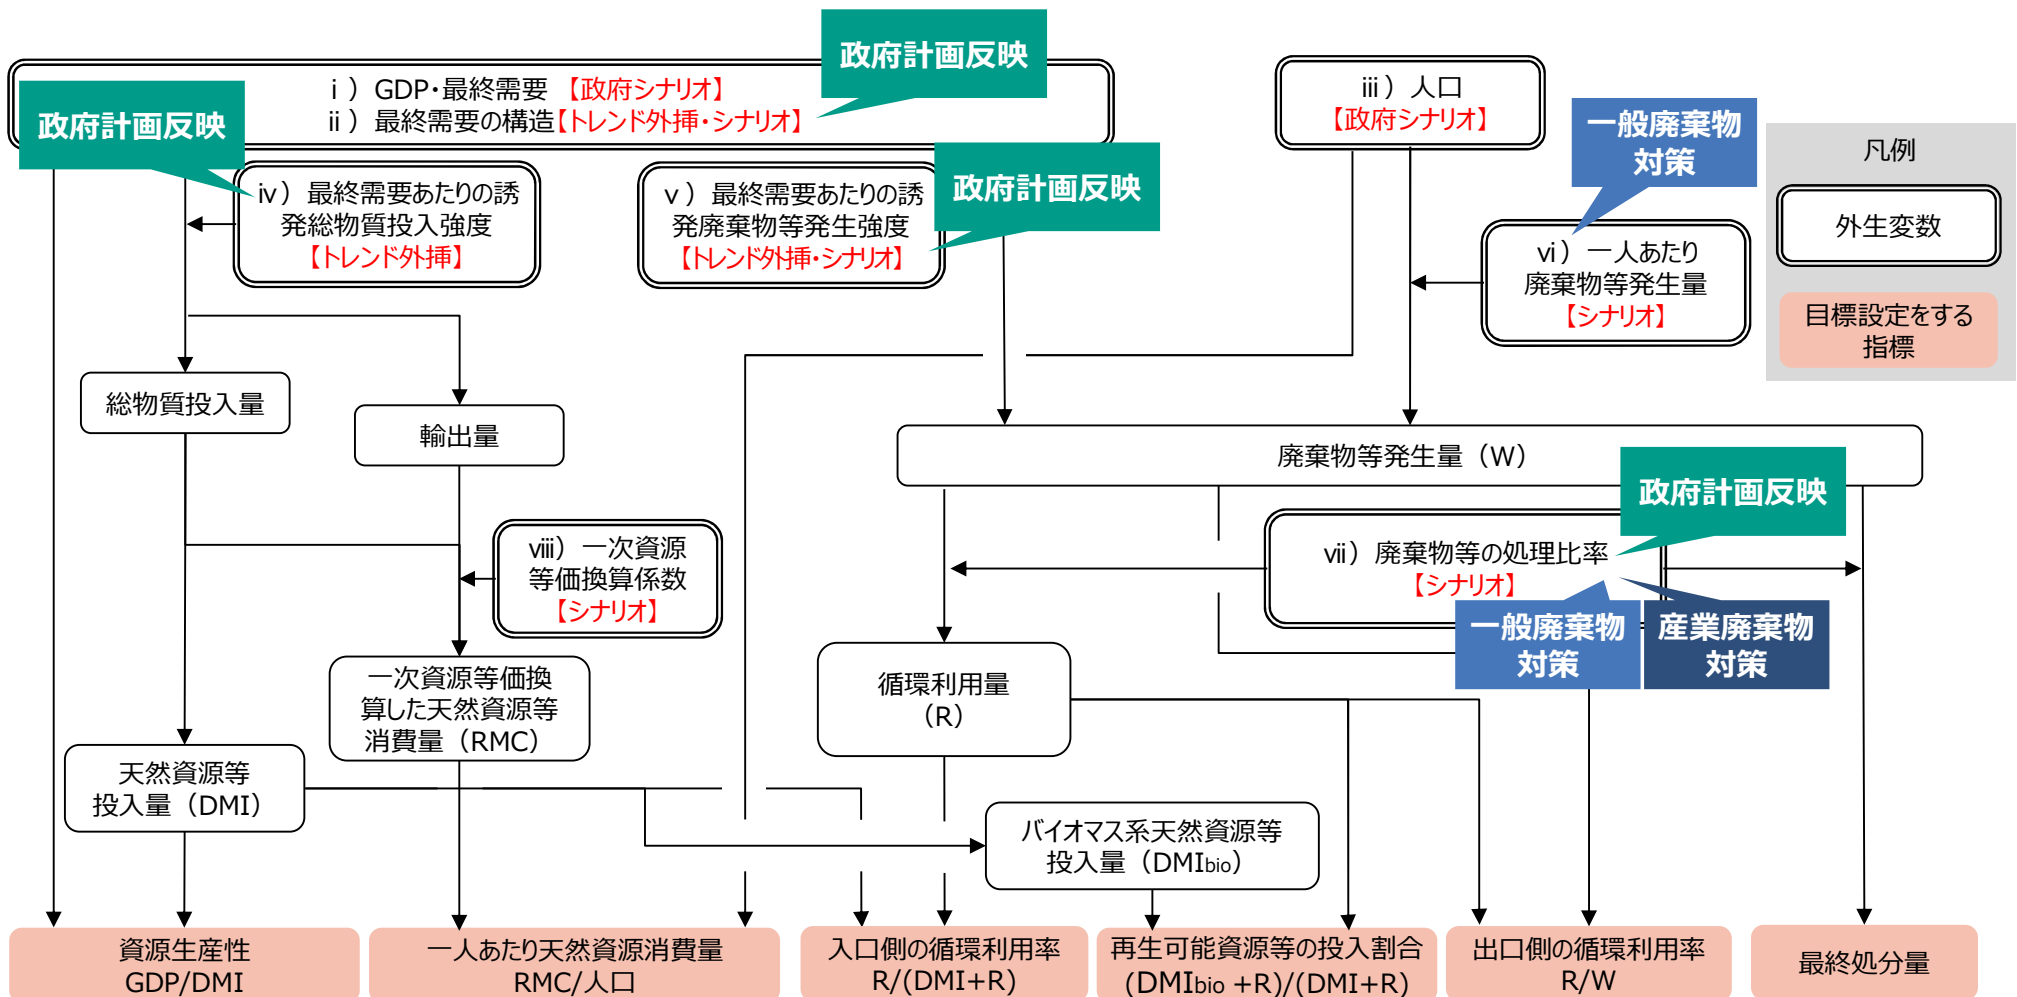 政府計画反映
ⅰ）GDP・最終需要 【政府シナリオ】
ⅱ）最終需要の構造【トレンド外挿・シナリオ】
政府計画反映
ⅲ）人口
【政府シナリオ】
一般廃棄物
対策
凡例
外生変数
目標設定をする
指標
ⅳ）最終需要あたりの誘
発総物質投入強度
【トレンド外挿】
ⅴ）最終需要あたりの誘
発廃棄物等発生強度
【トレンド外挿・シナリオ】
政府計画反映
ⅵ）一人あたり
廃棄物等発生量
【シナリオ】
総物質投入量
輸出量
廃棄物等発生量（W）
政府計画反映
ⅷ）一次資源
等価換算係数
【シナリオ】
ⅶ）廃棄物等の処理比率
【シナリオ】
一般廃棄物
対策
産業廃棄物
対策
一次資源等価換
算した天然資源等
消費量（RMC）
循環利用量
（R）
天然資源等
投入量（DMI）
バイオマス系天然資源等
投入量（DMIbio）
資源生産性
GDP/DMI
一人あたり天然資源消費量
RMC/人口
入口側の循環利用率
R/(DMI+R)
再生可能資源等の投入割合
(DMIbio +R)/(DMI+R)
出口側の循環利用率
R/W
最終処分量